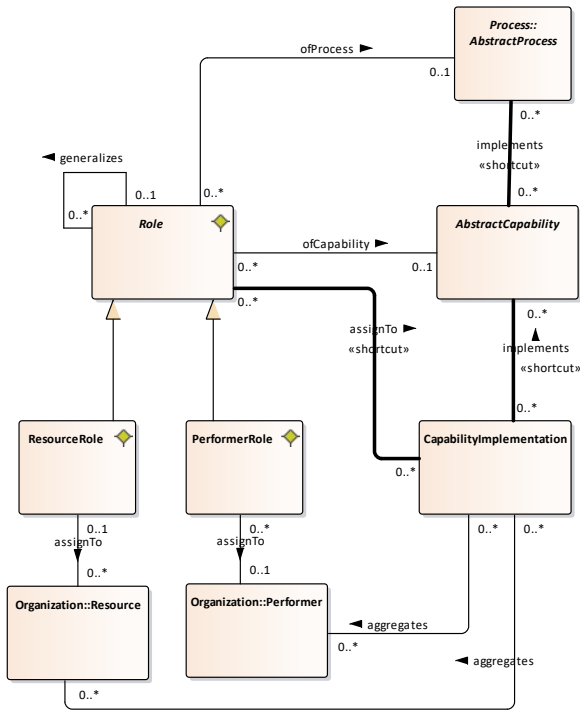 Process::
AbstractProcess
ofProcess
0..1
0..*
implements
«shortcut»
0..*
generalizes
0..1
0..*
0..*
Role
AbstractCapability
ofCapability
0..*
0..1
0..*
0..*
assignTo
«shortcut»
implements
«shortcut»
0..*
ResourceRole
PerformerRole
CapabilityImplementation
0..*
0..1
assignTo
0..*
0..*
assignTo
0..1
0..*
0..*
Organization::Resource
Organization::Performer
aggregates
0..*
aggregates
0..*